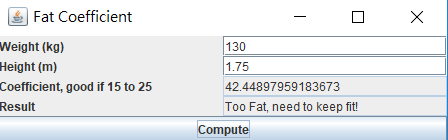 Fat Coefficient
Weight (kg) 130
Height (m) 1.75
Coefficient, good if 15 to 25 42.44897959183673
Result Too Fat, need to keep fit!
Compute